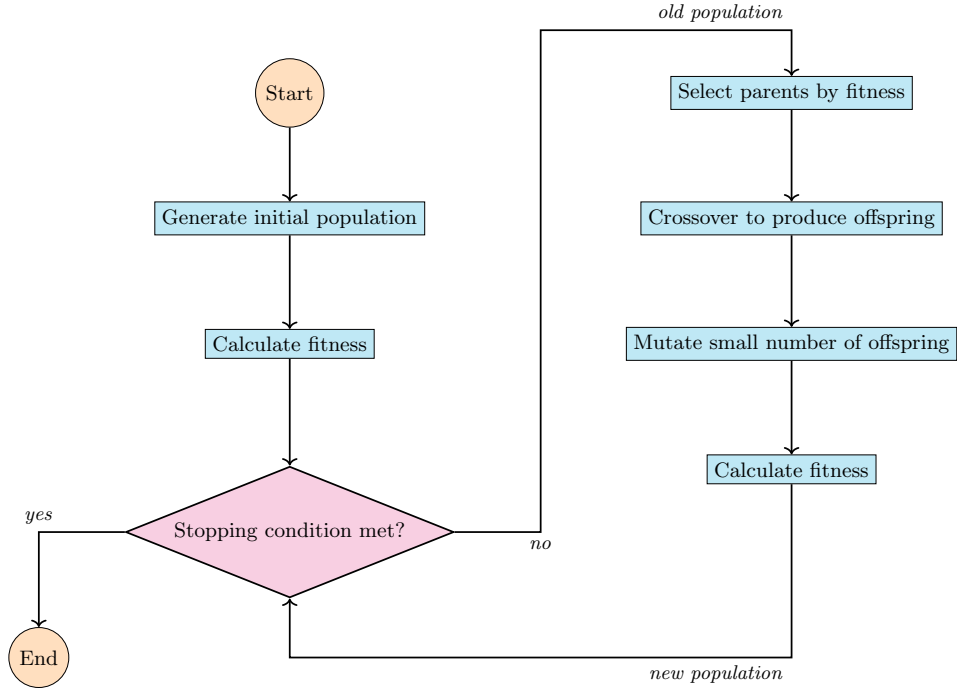 old population
Start
Select parents by fitness
Generate initial population
Crossover to produce offspring
Calculate fitness
Mutate small number of offspring
Calculate fitness
yes
Stopping condition met?
no
End
new population